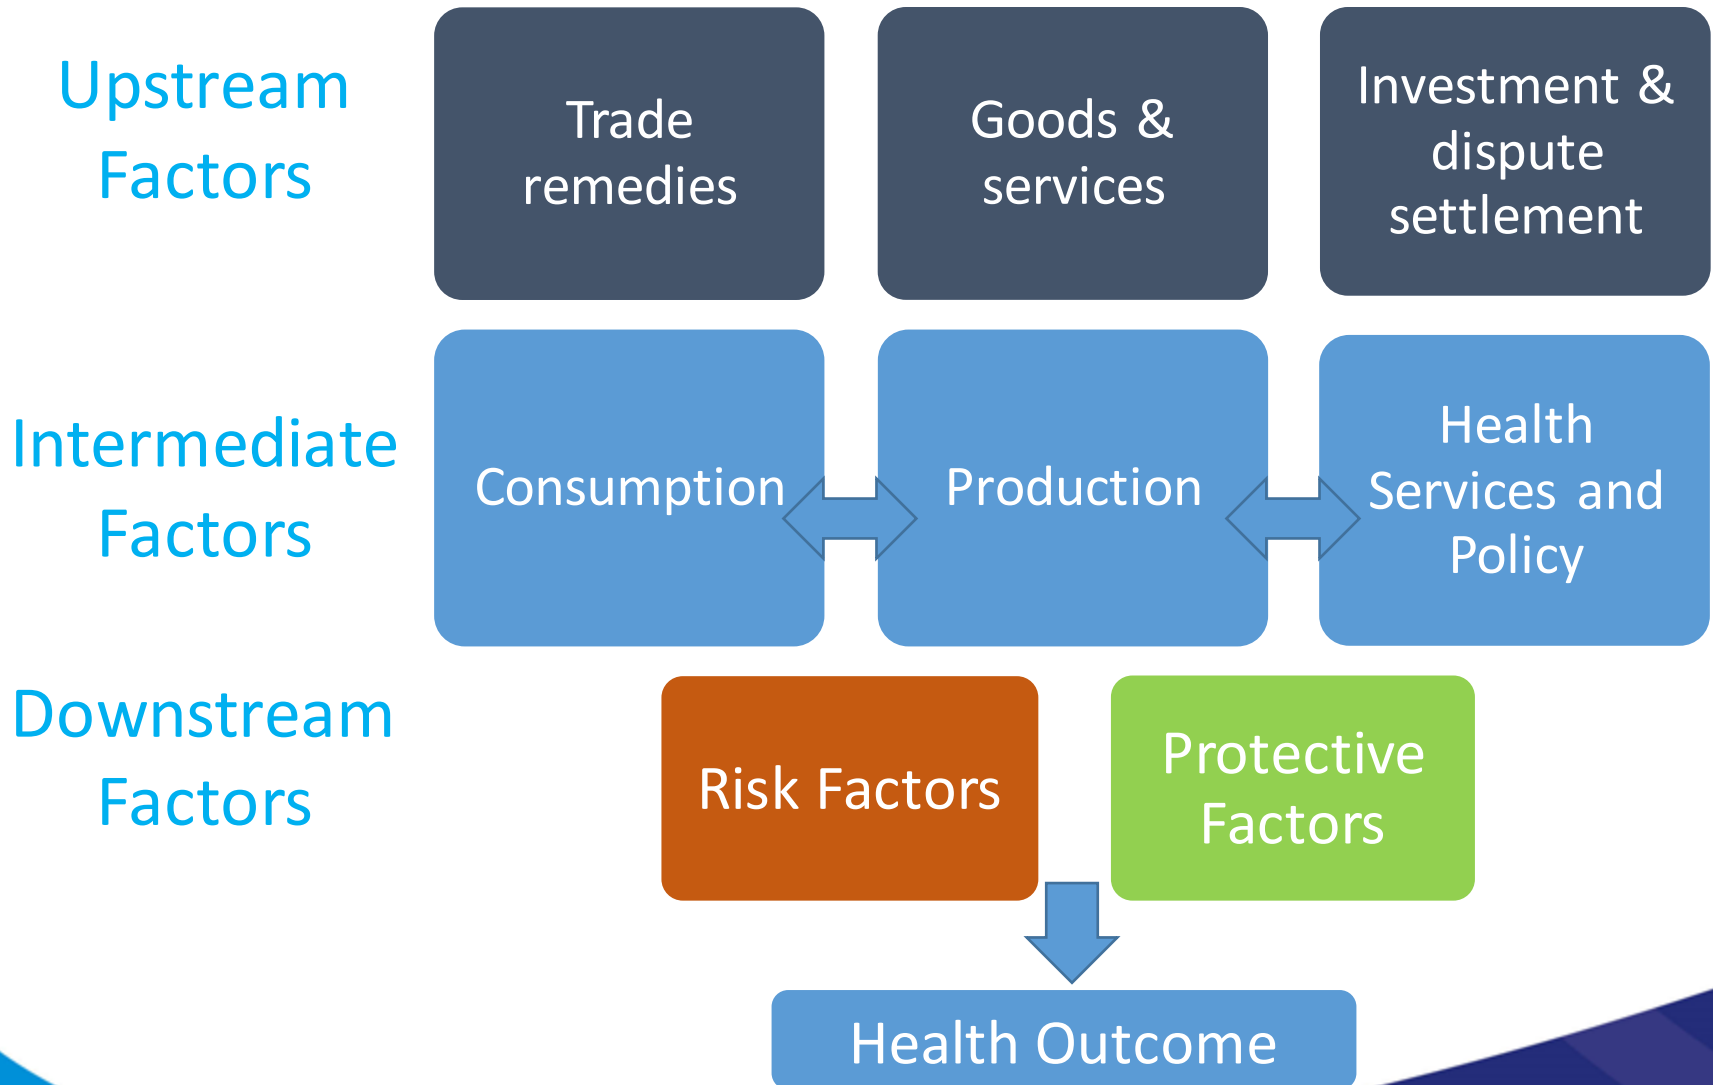 Upstream
Factors
Trade
remedies
Goods &
services
Investment &
dispute
settlement
Intermediate
Factors
Consumption
Production
Health
Services and
Policy
Downstream
Factors
Risk Factors
Protective
Factors
Health Outcome